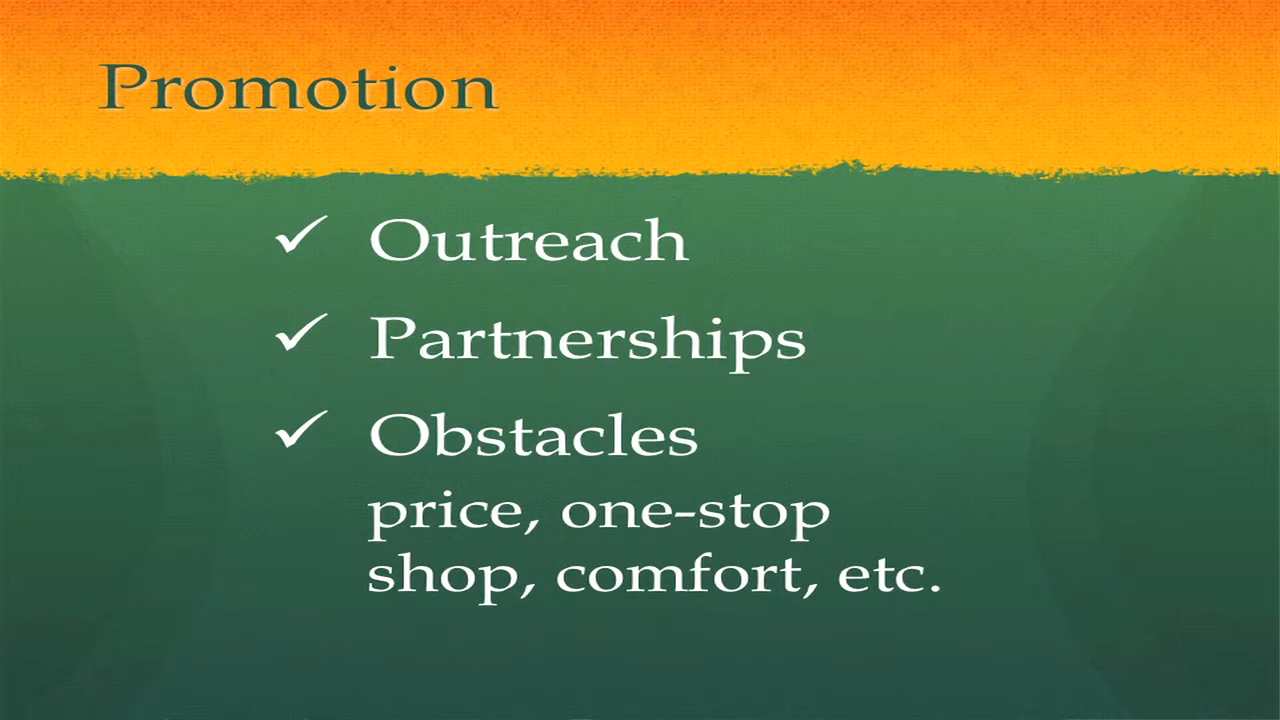 Promotion
✓ Outreach
✓ Partnerships
✓ Obstacles
price, one-stop
shop, comfort, etc.